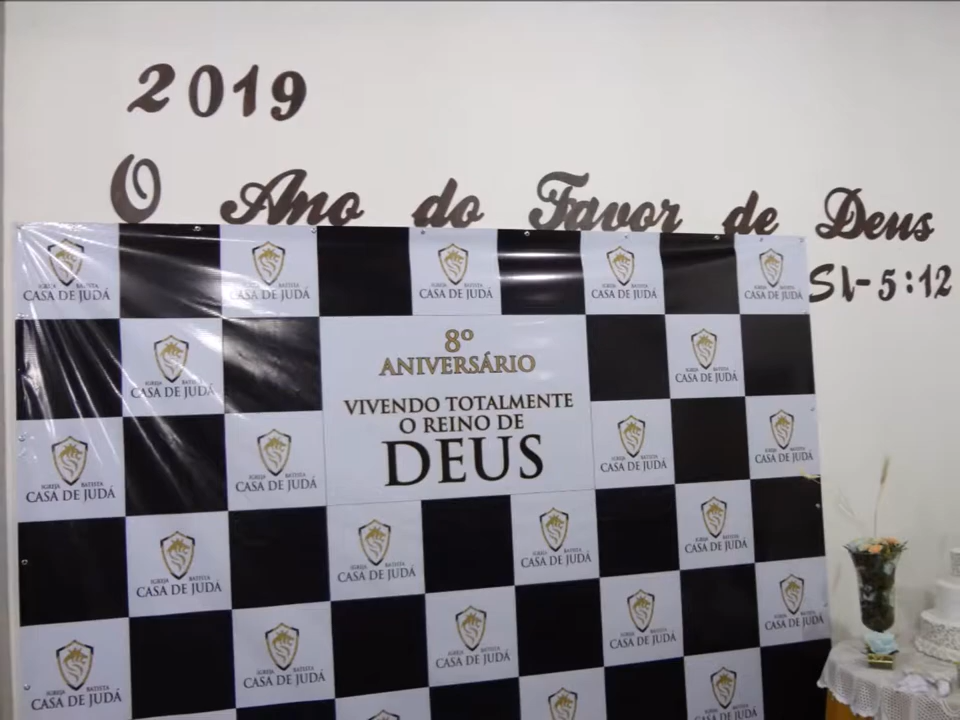 2019
O Ano do Favor de Deus
Sl-5:12
8º
ANIVERSÁRIO
VIVENDO TOTALMENTE
O REINO DE
DEUS
IGREJA BATISTA
CASA DE JUDÁ